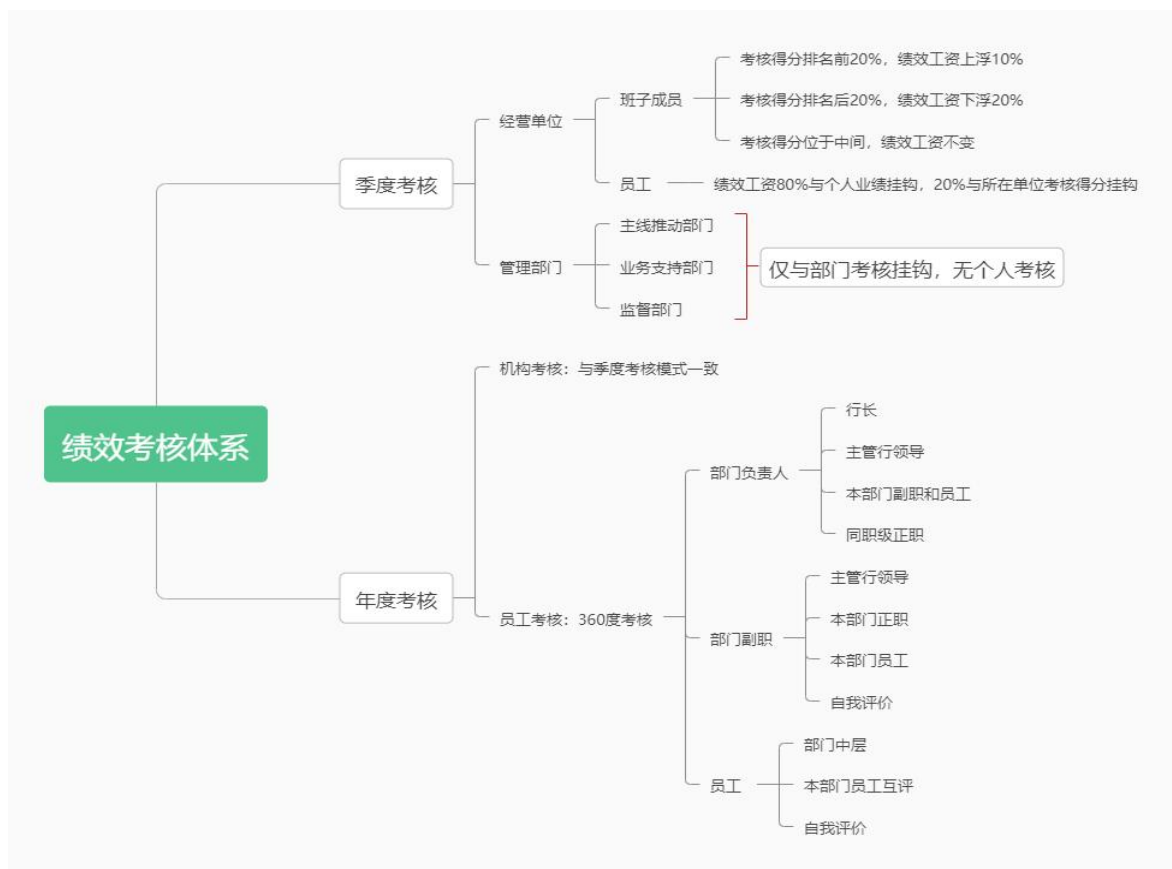 绩效考核体系
季度考核
经营单位
班子成员
考核得分排名前20%，绩效工资上浮10%
考核得分排名后20%，绩效工资下浮20%
考核得分位于中间，绩效工资不变
员工
绩效工资80%与个人业绩挂钩，20%与所在单位考核得分挂钩
管理部门
主线推动部门
业务支持部门
监督部门
仅与部门考核挂钩，无个人考核
年度考核
机构考核：与季度考核模式一致
员工考核：360度考核
部门负责人
行长
主管行领导
本部门副职和员工
同职级正职
部门副职
主管行领导
本部门正职
本部门员工
自我评价
员工
部门中层
本部门员工互评
自我评价